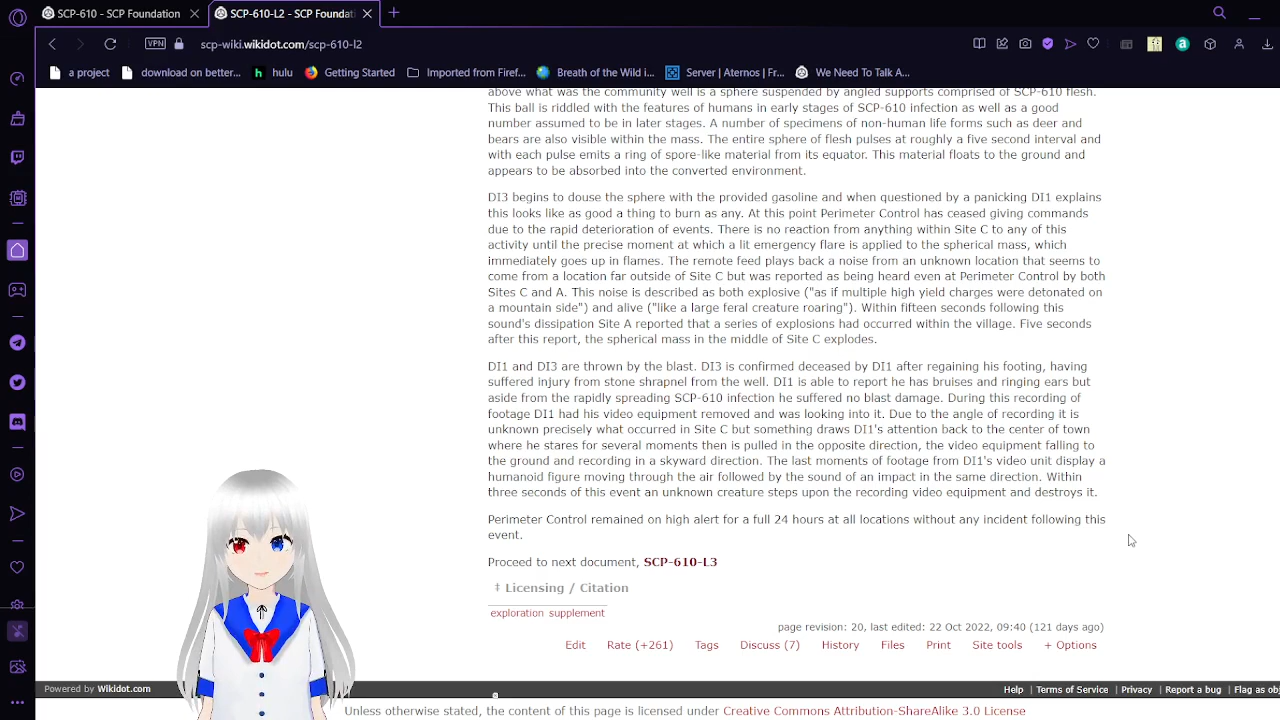 SCP-610 - SCP Foundation
SCP-610-L2 - SCP Foundati
VPN
scp-wiki.wikidot.com/scp-610-l2
a project
download on better...
hulu
Getting Started
Imported from Firef...
Breath of the Wild i...
Server | Aternos | Fr...
We Need To Talk A...
above what was the community well is a sphere suspended by angled supports comprised of SCP-610 flesh.
This ball is riddled with the features of humans in early stages of SCP-610 infection as well as a good
number assumed to be in later stages. A number of specimens of non-human life forms such as deer and
bears are also visible within the mass. The entire sphere of flesh pulses at roughly a five second interval and
with each pulse emits a ring of spore-like material from its equator. This material floats to the ground and
appears to be absorbed into the converted environment.
DI3 begins to douse the sphere with the provided gasoline and when questioned by a panicking DI1 explains
this looks like as good a thing to burn as any. At this point Perimeter Control has ceased giving commands
due to the rapid deterioration of events. There is no reaction from anything within Site C to any of this
activity until the precise moment at which a lit emergency flare is applied to the spherical mass, which
immediately goes up in flames. The remote feed plays back a noise from an unknown location that seems to
come from a location far outside of Site C but was reported as being heard even at Perimeter Control by both
Sites C and A. This noise is described as both explosive ("as if multiple high yield charges were detonated on
a mountain side") and alive ("like a large feral creature roaring"). Within fifteen seconds following this
sound's dissipation Site A reported that a series of explosions had occurred within the village. Five seconds
after this report, the spherical mass in the middle of Site C explodes.
DI1 and DI3 are thrown by the blast. DI3 is confirmed deceased by DI1 after regaining his footing, having
suffered injury from stone shrapnel from the well. DI1 is able to report he has bruises and ringing ears but
aside from the rapidly spreading SCP-610 infection he suffered no blast damage. During this recording of
footage DI1 had his video equipment removed and was looking into it. Due to the angle of recording it is
unknown precisely what occurred in Site C but something draws DI1's attention back to the center of town
where he stares for several moments then is pulled in the opposite direction, the video equipment falling to
the ground and recording in a skyward direction. The last moments of footage from DI1's video unit display a
humanoid figure moving through the air followed by the sound of an impact in the same direction. Within
three seconds of this event an unknown creature steps upon the recording video equipment and destroys it.
Perimeter Control remained on high alert for a full 24 hours at all locations without any incident following this
event.
Proceed to next document, SCP-610-L3
‡ Licensing / Citation
exploration supplement
page revision: 20, last edited: 22 Oct 2022, 09:40 (121 days ago)
Edit Rate (+261) Tags Discuss (7) History Files Print Site tools + Options
Powered by Wikidot.com
Help | Terms of Service | Privacy | Report a bug | Flag as obj
Unless otherwise stated, the content of this page is licensed under Creative Commons Attribution-ShareAlike 3.0 License